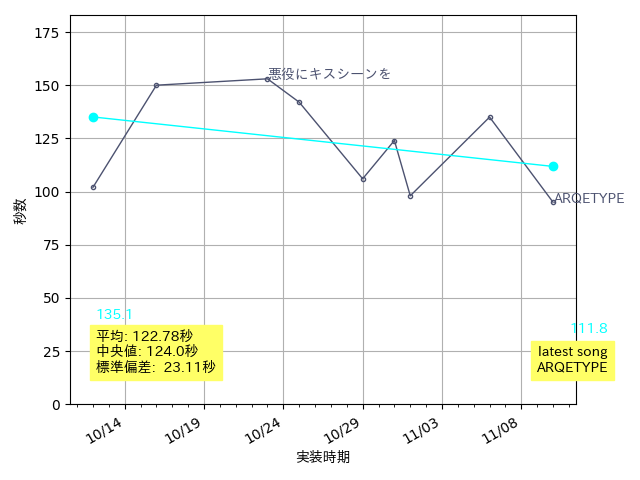 175
150
125
100
75
50
25
0
秒数
悪役にキスシーンを
ARQETYPE
135.1
111.8
平均: 122.78秒
中央値: 124.0秒
標準偏差: 23.11秒
latest song
ARQETYPE
10/14
10/19
10/24
10/29
11/03
11/08
実装時期